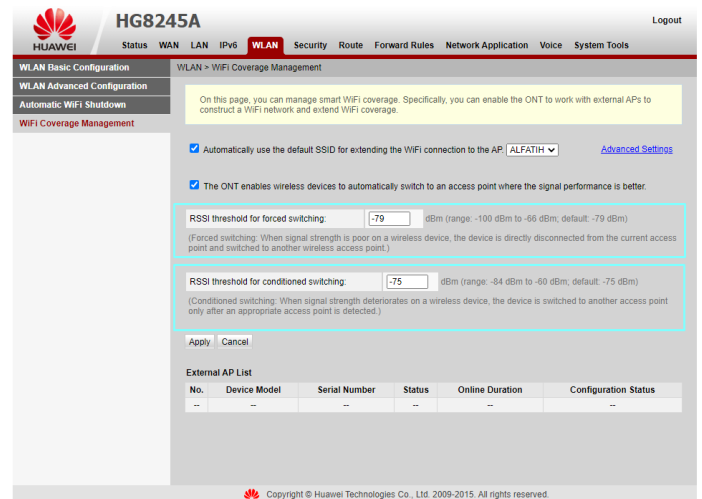 HG8245A
Logout
HUAWEI
Status WAN LAN IPv6 WLAN Security Route Forward Rules Network Application Voice System Tools
WLAN Basic Configuration
WLAN > WiFi Coverage Management
WLAN Advanced Configuration
Automatic WiFi Shutdown
WiFi Coverage Management
On this page, you can manage smart WiFi coverage. Specifically, you can enable the ONT to work with external APs to
construct a WiFi network and extend WiFi coverage.
Automatically use the default SSID for extending the WiFi connection to the AP. ALFATIH Advanced Settings
The ONT enables wireless devices to automatically switch to an access point where the signal performance is better.
RSSI threshold for forced switching: -79 dBm (range: -100 dBm to -66 dBm; default: -79 dBm)
(Forced switching: When signal strength is poor on a wireless device, the device is directly disconnected from the current access
point and switched to another wireless access point.)
RSSI threshold for conditioned switching: -75 dBm (range: -84 dBm to -60 dBm; default: -75 dBm)
(Conditioned switching: When signal strength deteriorates on a wireless device, the device is switched to another access point
only after an appropriate access point is detected.)
Apply Cancel
External AP List
No. Device Model Serial Number Status Online Duration Configuration Status
-- -- -- -- -- --
Copyright © Huawei Technologies Co., Ltd. 2009-2015. All rights reserved.